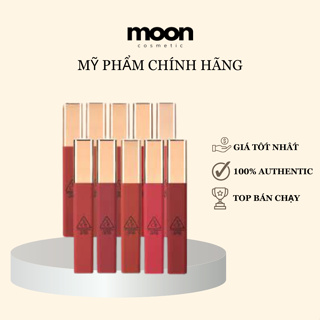 moon
cosmetic
MỸ PHẨM CHÍNH HÃNG
GIÁ TỐT NHẤT
100% AUTHENTIC
TOP BÁN CHẠY